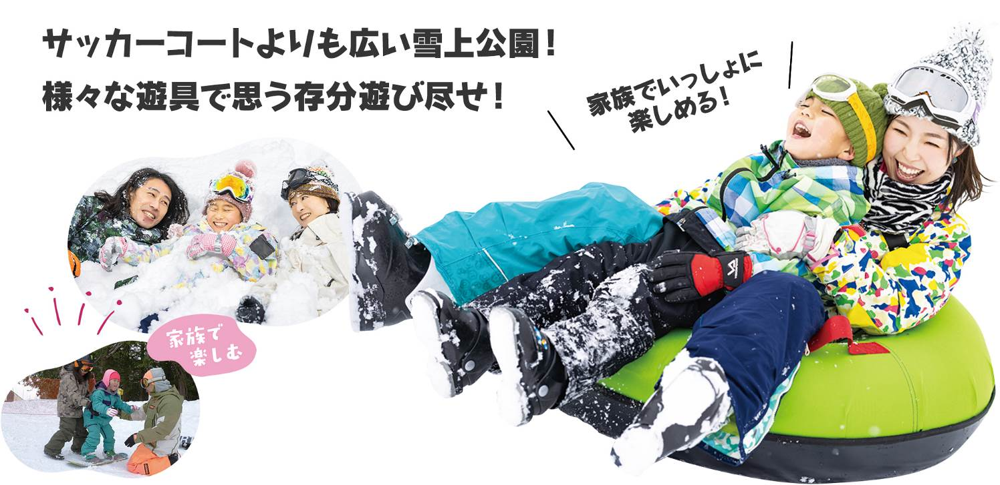 サッカーコートよりも広い雪上公園！
様々な遊具で思う存分遊び尽せ！
家族でいっしょに
楽しめる！
家族で
楽しむ